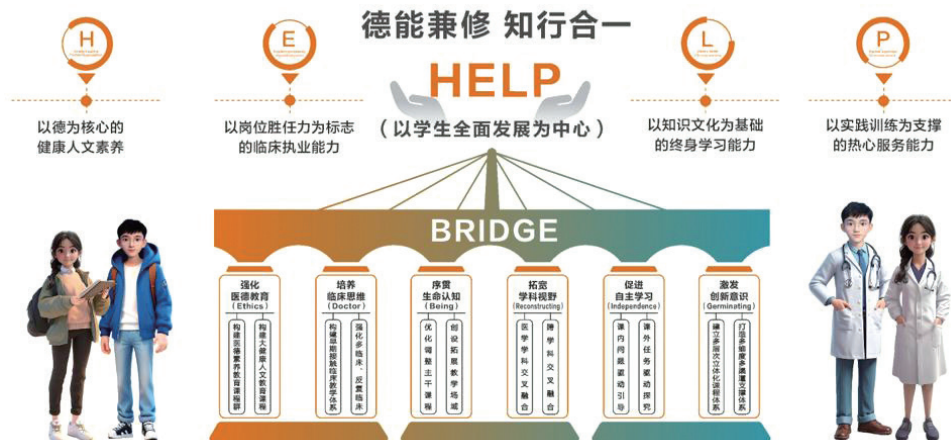 德能兼修 知行合一
HELP
（以学生全面发展为中心）
H
以德为核心的
健康人文素养
E
以岗位胜任力为标志
的临床执业能力
L
以知识文化为基础
的终身学习能力
P
以实践训练为支撑
的热心服务能力
BRIDGE
强化
医德教育
(Ethics)
构建医德素养教育课程群
构建大健康人文教育课程
培养
临床思维
(Doctor)
构建早期接触临床教学体系
强化多临床、反复临床
序贯
生命认知
(Being)
优化调整主干课程
创设拓展教学场域
拓宽
学科视野
(Reconstructing)
医学学科交叉融合
跨学科交叉融合
促进
自主学习
(Independence)
课内问题驱动引导
课外任务驱动探究
激发
创新意识
(Germinating)
建立多层次立体化课程体系
打造多维度多渠道支撑体系